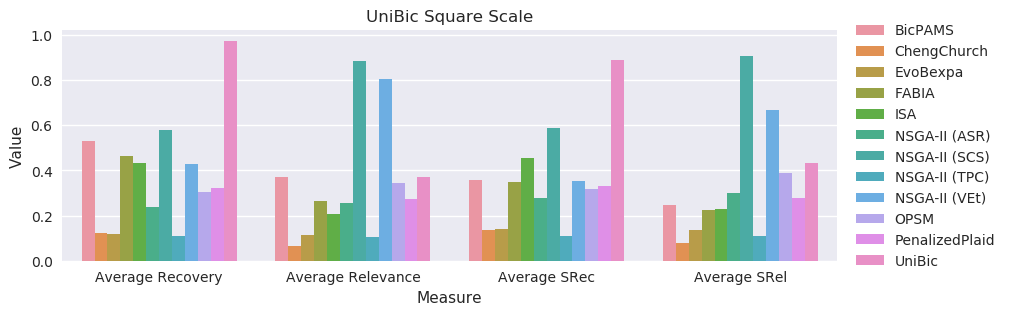 UniBic Square Scale
Value
1.0
0.8
0.6
0.4
0.2
0.0
Average Recovery
Average Relevance
Average SRec
Average SRel
Measure
BicPAMS
ChengChurch
EvoBexpa
FABIA
ISA
NSGA-II (ASR)
NSGA-II (SCS)
NSGA-II (TPC)
NSGA-II (VEt)
OPSM
PenalizedPlaid
UniBic